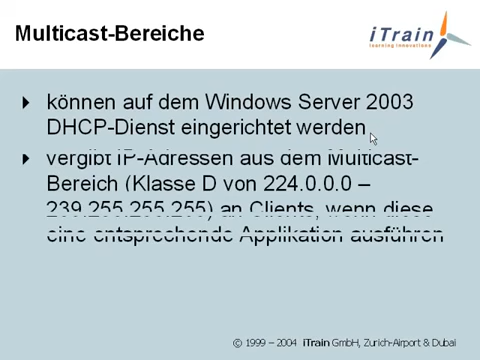 Multicast-Bereiche
iTrain
learning innovations
können auf dem Windows Server 2003
DHCP-Dienst eingerichtet werden
vergibt IP-Adressen aus dem Multicast-
Bereich (Klasse D von 224.0.0.0 –
239.255.255.255) an Clients, wenn diese
eine entsprechende Applikation ausführen
© 1999 – 2004 iTrain GmbH, Zurich-Airport & Dubai